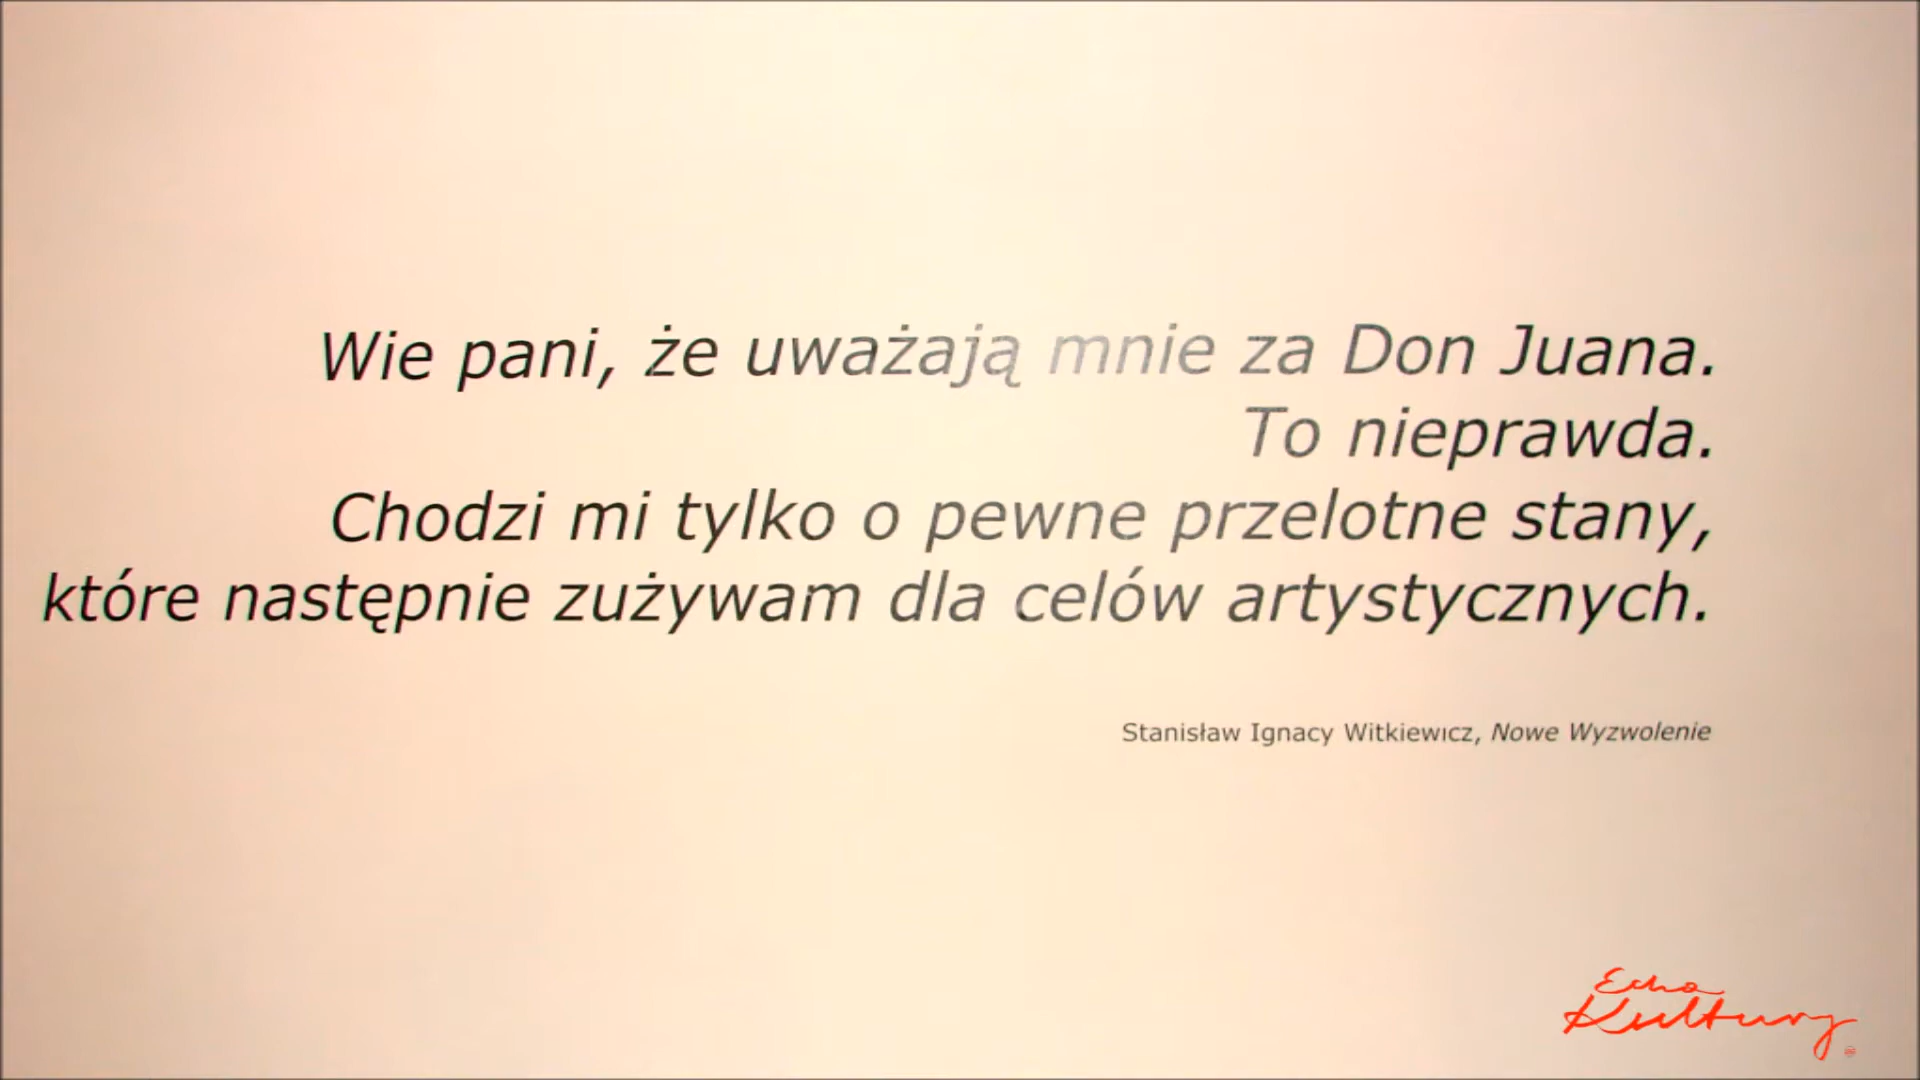 Wie pani, że uważają mnie za Don Juana.
To nieprawda.
Chodzi mi tylko o pewne przelotne stany,
które następnie zużywam dla celów artystycznych.
Stanisław Ignacy Witkiewicz, Nowe Wyzwolenie
Echa
Kultury